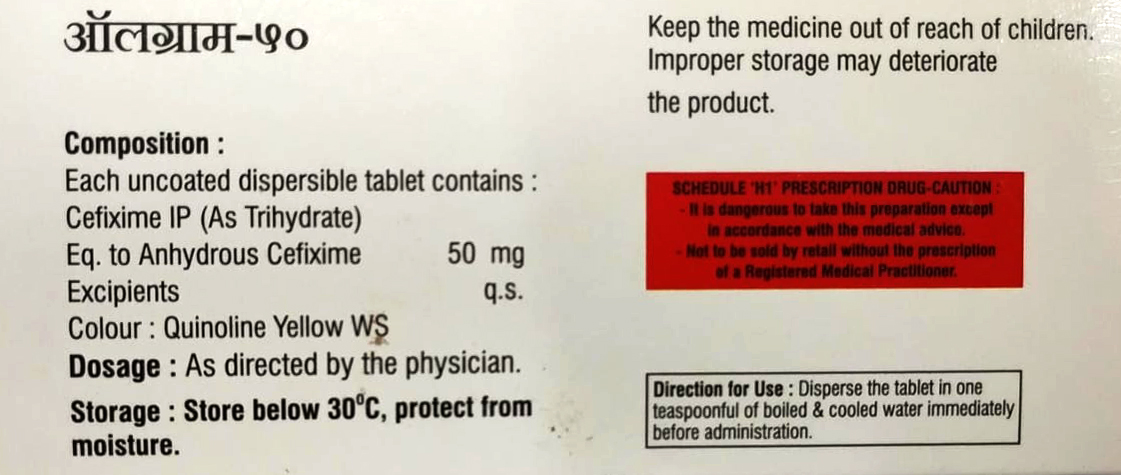 ऑलग्राम-५०
Composition :
Each uncoated dispersible tablet contains :
Cefixime IP (As Trihydrate)
Eq. to Anhydrous Cefixime 50 mg
Excipients q.s.
Colour : Quinoline Yellow WS
Dosage : As directed by the physician.
Storage : Store below 30°C, protect from
moisture.
Keep the medicine out of reach of children.
Improper storage may deteriorate
the product.
SCHEDULE 'H1' PRESCRIPTION DRUG-CAUTION :
- It is dangerous to take this preparation except
in accordance with the medical advice.
- Not to be sold by retail without the prescription
of a Registered Medical Practitioner.
Direction for Use : Disperse the tablet in one
teaspoonful of boiled & cooled water immediately
before administration.